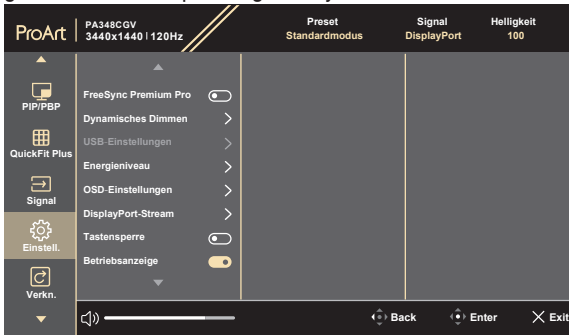 ProArt
PA348CGV
3440x1440 120Hz
Preset
Standardmodus
Signal
DisplayPort
Helligkeit
100
PIP/PBP
QuickFit Plus
Signal
Einstell.
Verkn.
FreeSync Premium Pro
Dynamisches Dimmen
USB-Einstellungen
Energieniveau
OSD-Einstellungen
DisplayPort-Stream
Tastensperre
Betriebsanzeige
Back
Enter
Exit